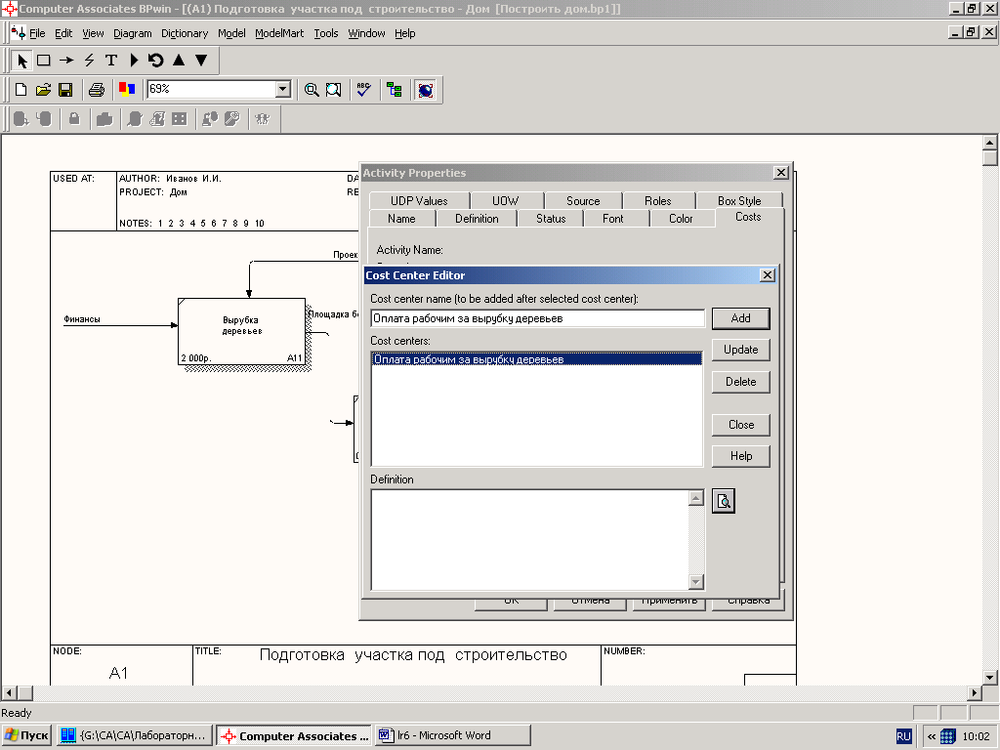 Computer Associates BPwin - [(A1) Подготовка участка под строительство - Дом [Построить дом.bp1]]
File Edit View Diagram Dictionary Model ModelMart Tools Window Help
69%
ABC
USED AT:
AUTHOR: Иванов И.И.
DA
PROJECT: Дом
RE
NOTES: 1 2 3 4 5 6 7 8 9 10
Проек
Финансы
Вырубка
деревьев
Площадка бе
2 000р.
A11
Activity Properties
UDP Values UOW Source Roles Box Style
Name Definition Status Font Color Costs
Activity Name:
Cost Center Editor
Cost center name (to be added after selected cost center):
Оплата рабочим за вырубку деревьев
Add
Cost centers:
Оплата рабочим за вырубку деревьев
Update
Delete
Close
Help
Definition
OK Отмена Применить Справка
NODE:
A1
TITLE:
Подготовка участка под строительство
NUMBER:
Ready
Пуск
{G:\CA\CA\Лабораторн...
Computer Associates ...
lr6 - Microsoft Word
RU
«
10:02